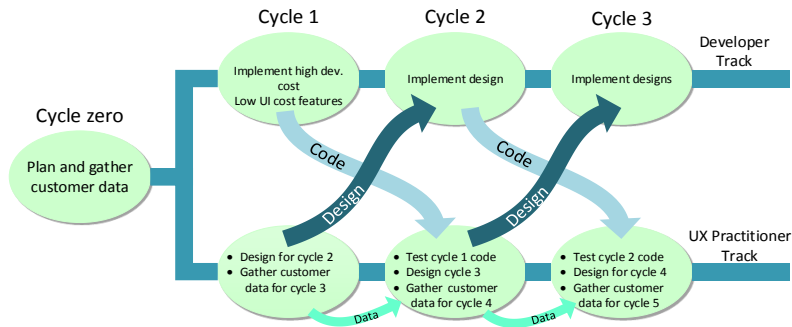 Cycle 1
Cycle 2
Cycle 3
Developer
Track
Implement high dev.
cost
Low UI cost features
Implement design
Implement designs
Cycle zero
Plan and gather
customer data
Code
Design
Code
Design
UX Practitioner
Track
• Design for cycle 2
• Gather customer
data for cycle 3
• Test cycle 1 code
• Design cycle 3
• Gather customer
data for cycle 4
• Test cycle 2 code
• Design for cycle 4
• Gather customer
data for cycle 5
Data
Data